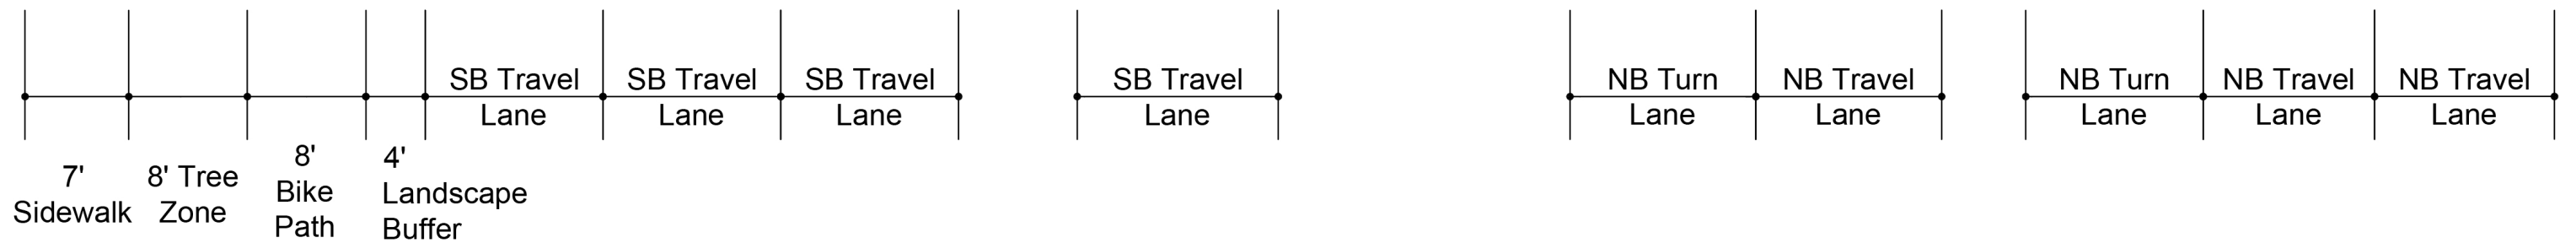 SB Travel
Lane
SB Travel
Lane
SB Travel
Lane
SB Travel
Lane
NB Turn
Lane
NB Travel
Lane
NB Turn
Lane
NB Travel
Lane
NB Travel
Lane
7'
Sidewalk
8' Tree
Zone
8'
Bike
Path
4'
Landscape
Buffer